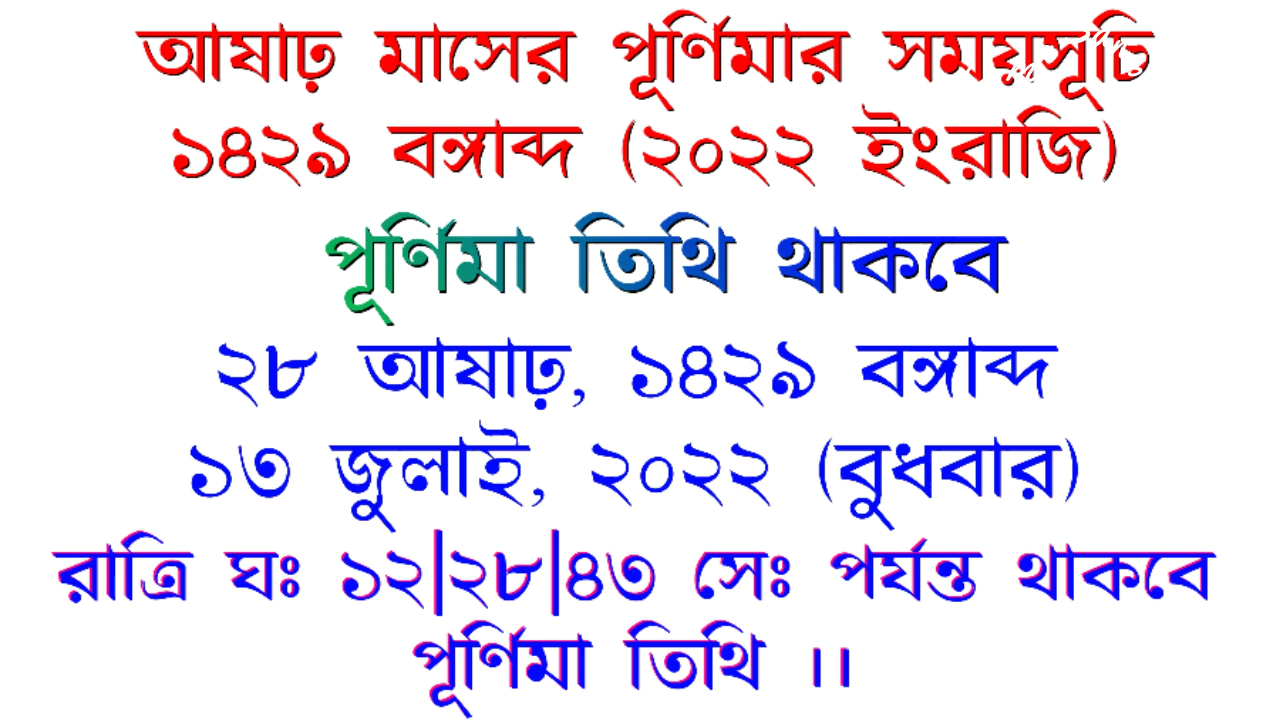 আষাঢ় মাসের পূর্ণিমার সময়সূচি
১৪২৯ বঙ্গাব্দ (২০২২ ইংরাজি)
পূর্ণিমা তিথি থাকবে
২৮ আষাঢ়, ১৪২৯ বঙ্গাব্দ
১৩ জুলাই, ২০২২ (বুধবার)
রাত্রি ঘঃ ১২|২৮|৪৩ সেঃ পর্যন্ত থাকবে
পূর্ণিমা তিথি ।।